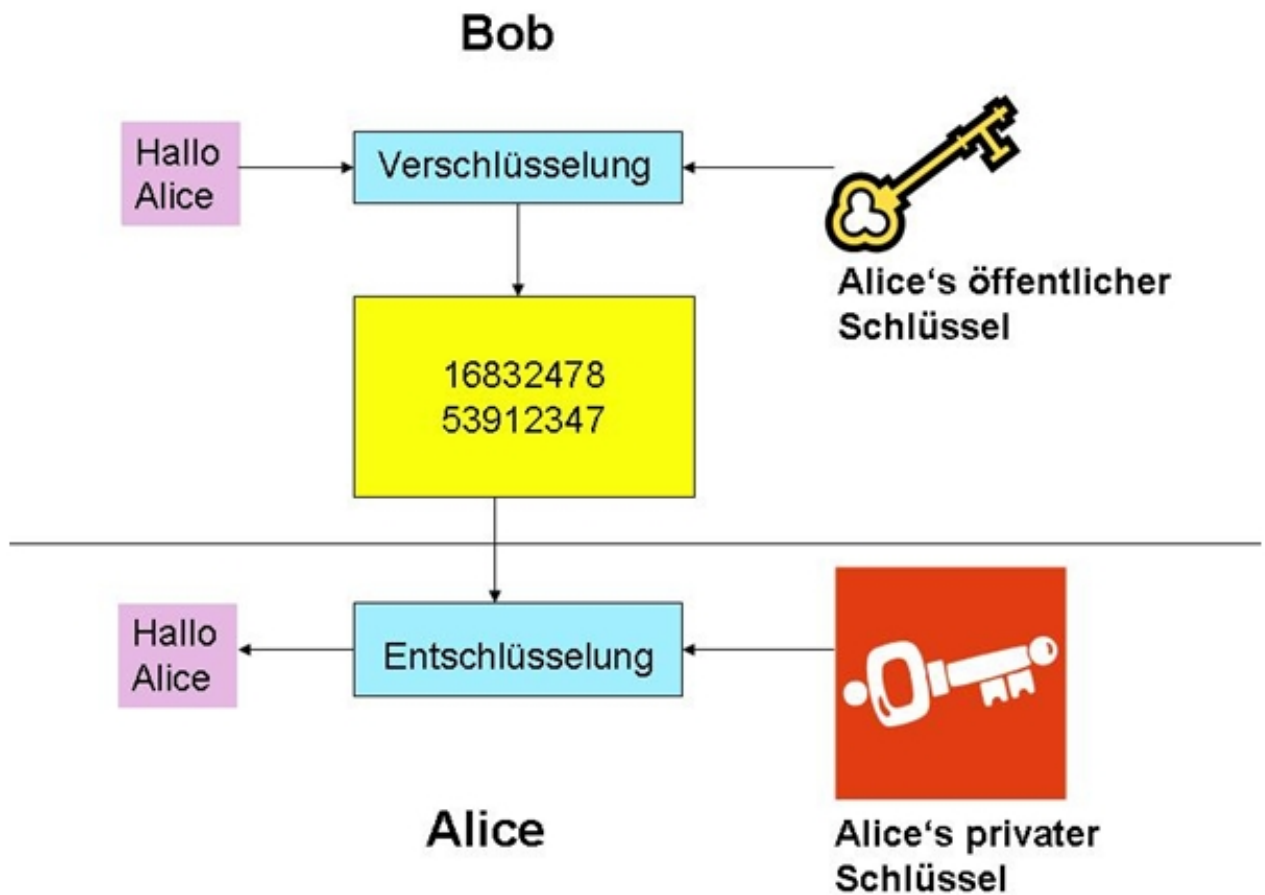 Bob
Hallo
Alice
Verschlüsselung
Alice‘s öffentlicher
Schlüssel
16832478
53912347
Hallo
Alice
Entschlüsselung
Alice
Alice‘s privater
Schlüssel